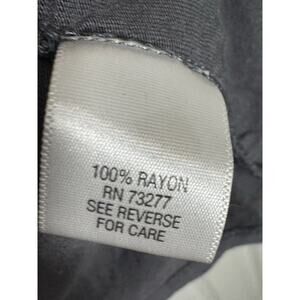 100% RAYON
RN 73277
SEE REVERSE
FOR CARE